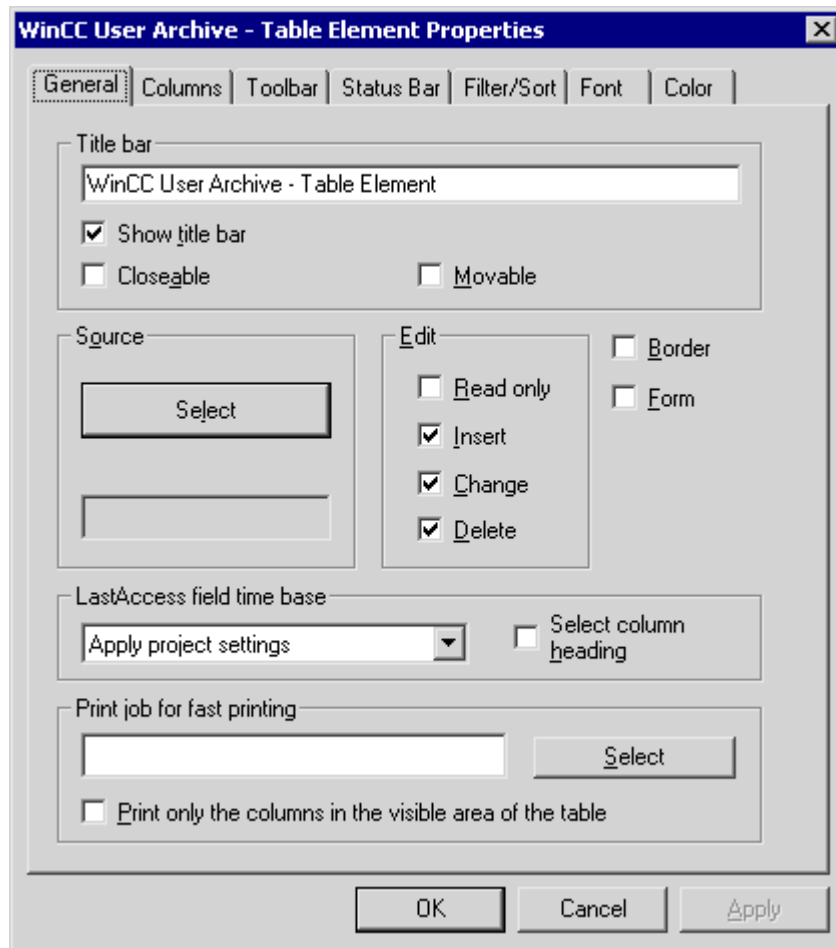 WinCC User Archive - Table Element Properties
General Columns Toolbar Status Bar Filter/Sort Font Color
Title bar
WinCC User Archive - Table Element
Show title bar
Closeable Movable
Source Edit
Border
Read only
Form
Select
Insert
Change
Delete
LastAccess field time base
Apply project settings
Select column
heading
Print job for fast printing
Select
Print only the columns in the visible area of the table
OK Cancel Apply